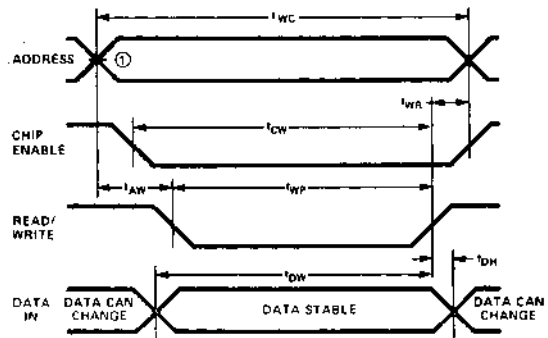 tWC
ADDRESS
①
tWR
CHIP
ENABLE
tCW
tAW
tWP
READ/
WRITE
tDW
tDH
DATA
IN
DATA CAN
CHANGE
DATA STABLE
DATA CAN
CHANGE